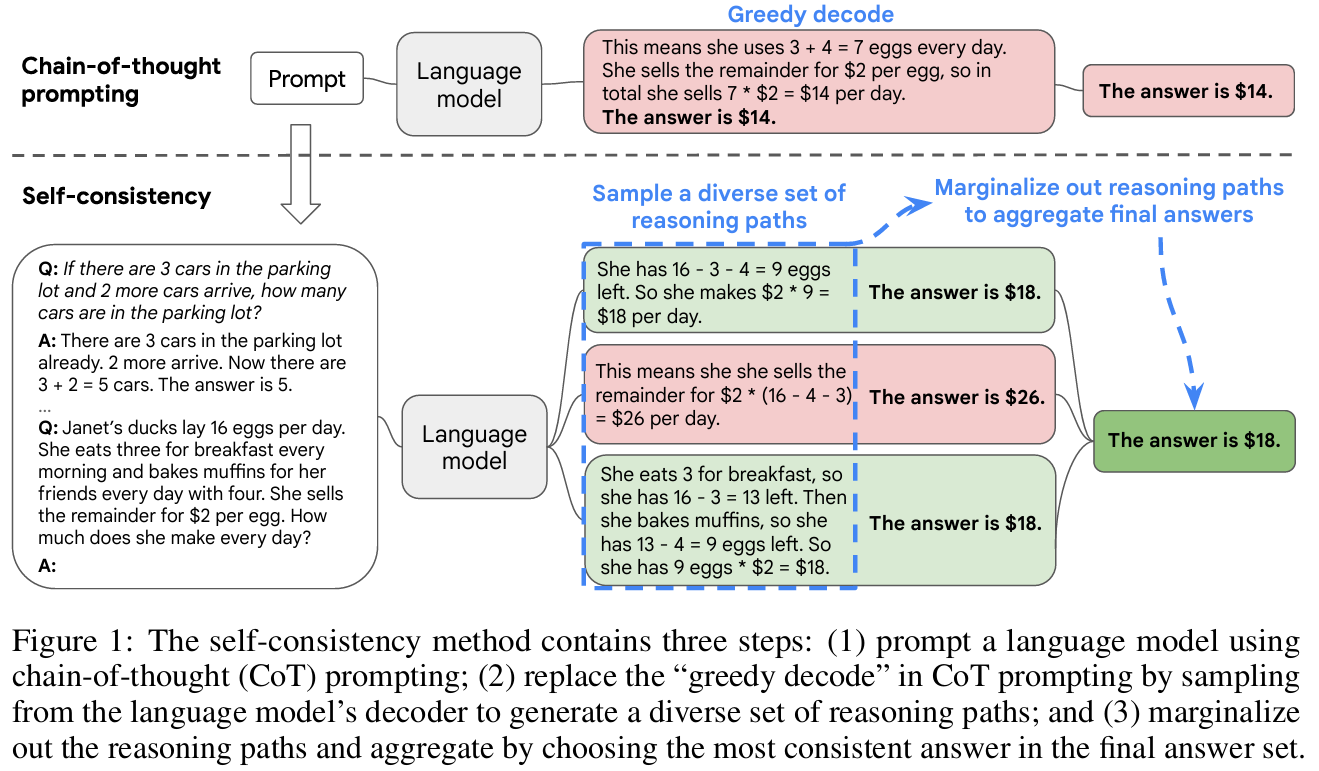 Greedy decode
Chain-of-thought
prompting
Prompt
Language
model
This means she uses 3 + 4 = 7 eggs every day.
She sells the remainder for $2 per egg, so in
total she sells 7 * $2 = $14 per day.
The answer is $14.
The answer is $14.
Self-consistency
Sample a diverse set of
reasoning paths
Marginalize out reasoning paths
to aggregate final answers
Q: If there are 3 cars in the parking
lot and 2 more cars arrive, how many
cars are in the parking lot?
A: There are 3 cars in the parking lot
already. 2 more arrive. Now there are
3 + 2 = 5 cars. The answer is 5.
...
Q: Janet's ducks lay 16 eggs per day.
She eats three for breakfast every
morning and bakes muffins for her
friends every day with four. She sells
the remainder for $2 per egg. How
much does she make every day?
A:
Language
model
She has 16 - 3 - 4 = 9 eggs
left. So she makes $2 * 9 =
$18 per day.
The answer is $18.
This means she she sells the
remainder for $2 * (16 - 4 - 3)
= $26 per day.
The answer is $26.
She eats 3 for breakfast, so
she has 16 - 3 = 13 left. Then
she bakes muffins, so she
has 13 - 4 = 9 eggs left. So
she has 9 eggs * $2 = $18.
The answer is $18.
The answer is $18.
Figure 1: The self-consistency method contains three steps: (1) prompt a language model using
chain-of-thought (CoT) prompting; (2) replace the “greedy decode” in CoT prompting by sampling
from the language model’s decoder to generate a diverse set of reasoning paths; and (3) marginalize
out the reasoning paths and aggregate by choosing the most consistent answer in the final answer set.